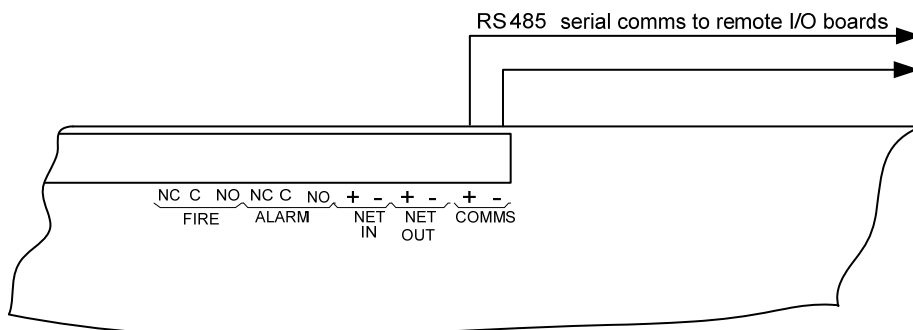 RS485 serial comms to remote I/O boards
NC C NO NC C NO + - + - + -
FIRE ALARM NET IN NET OUT COMMS